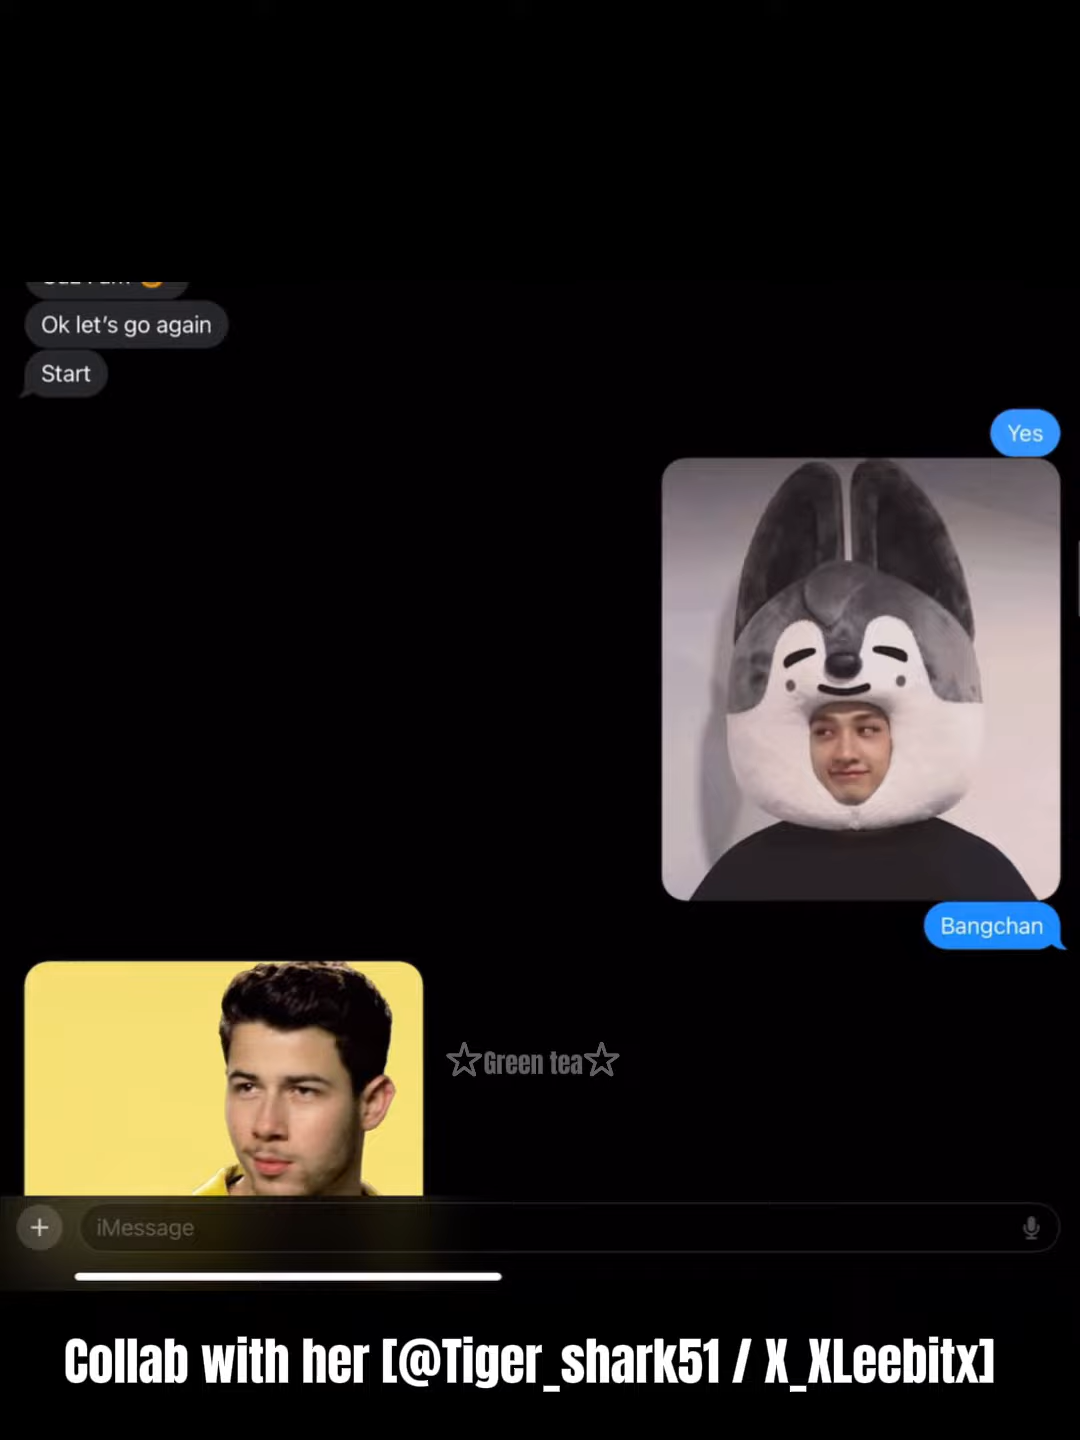 Ok let's go again
Start
Yes
Bangchan
☆Green tea☆
iMessage
Collab with her [@Tiger_shark51 / X_XLeebitx]